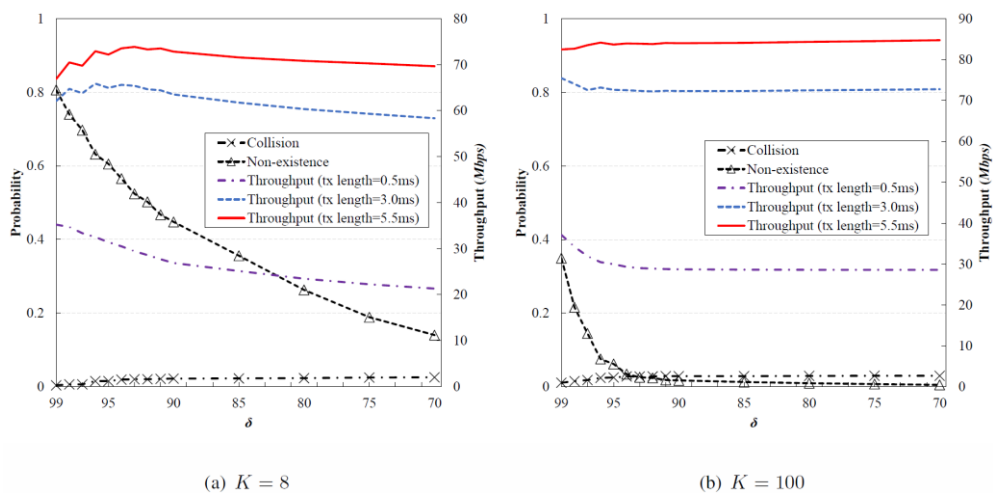 1
0.8
0.6
0.4
0.2
0
Probability
80
70
60
50
40
30
20
10
0
Throughput (Mbps)
Collision
Non-existence
Throughput (tx length=0.5ms)
Throughput (tx length=3.0ms)
Throughput (tx length=5.5ms)
99 95 90 85 80 75 70
δ
(a) K = 8
1
0.8
0.6
0.4
0.2
0
Probability
90
80
70
60
50
40
30
20
10
0
Throughput (Mbps)
Collision
Non-existence
Throughput (tx length=0.5ms)
Throughput (tx length=3.0ms)
Throughput (tx length=5.5ms)
99 95 90 85 80 75 70
δ
(b) K = 100